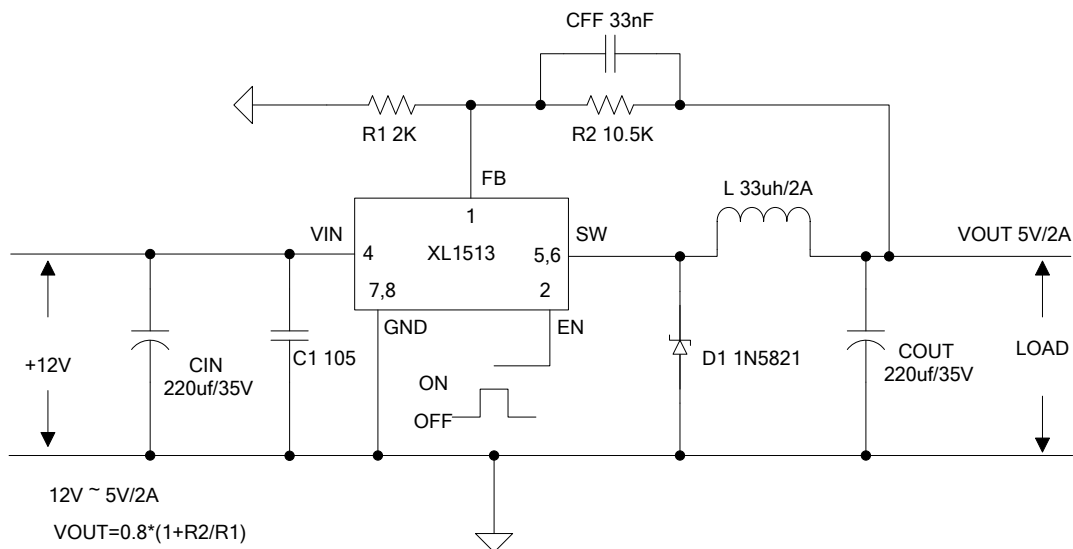 CFF 33nF
R1 2K
R2 10.5K
FB
L 33uh/2A
1
VIN
SW
VOUT 5V/2A
4
XL1513
5,6
7,8
2
GND
EN
+12V
CIN
220uf/35V
C1 105
ON
OFF
D1 1N5821
COUT
220uf/35V
LOAD
12V ~ 5V/2A
VOUT=0.8*(1+R2/R1)